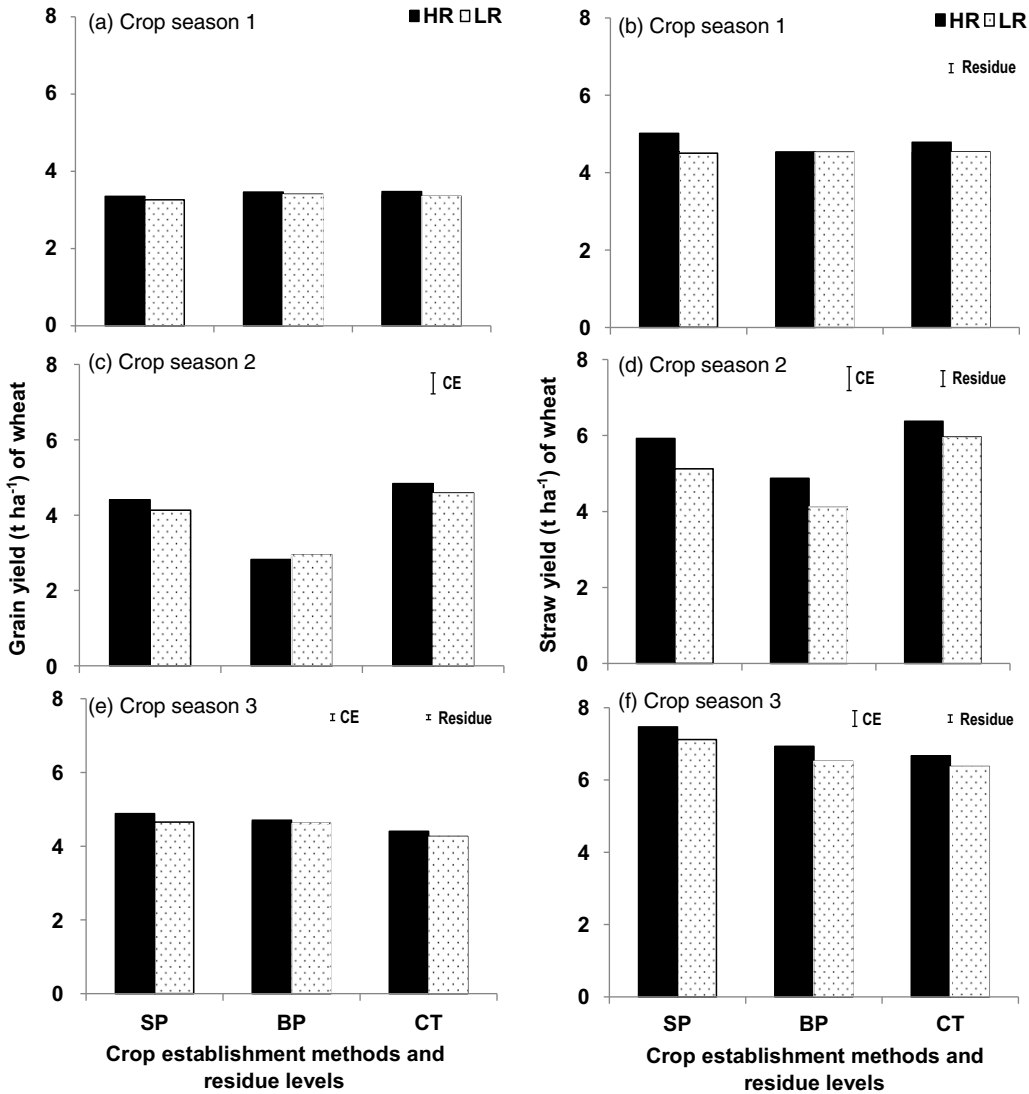 (a) Crop season 1
HR LR
8
6
4
2
0
(b) Crop season 1
HR LR
Residue
8
6
4
2
0
(c) Crop season 2
CE
8
6
4
2
0
(d) Crop season 2
CE
Residue
8
6
4
2
0
Grain yield (t ha⁻¹) of wheat
Straw yield (t ha⁻¹) of wheat
(e) Crop season 3
CE
Residue
8
6
4
2
0
SP BP CT
Crop establishment methods and
residue levels
(f) Crop season 3
CE
Residue
8
6
4
2
0
SP BP CT
Crop establishment methods and
residue levels